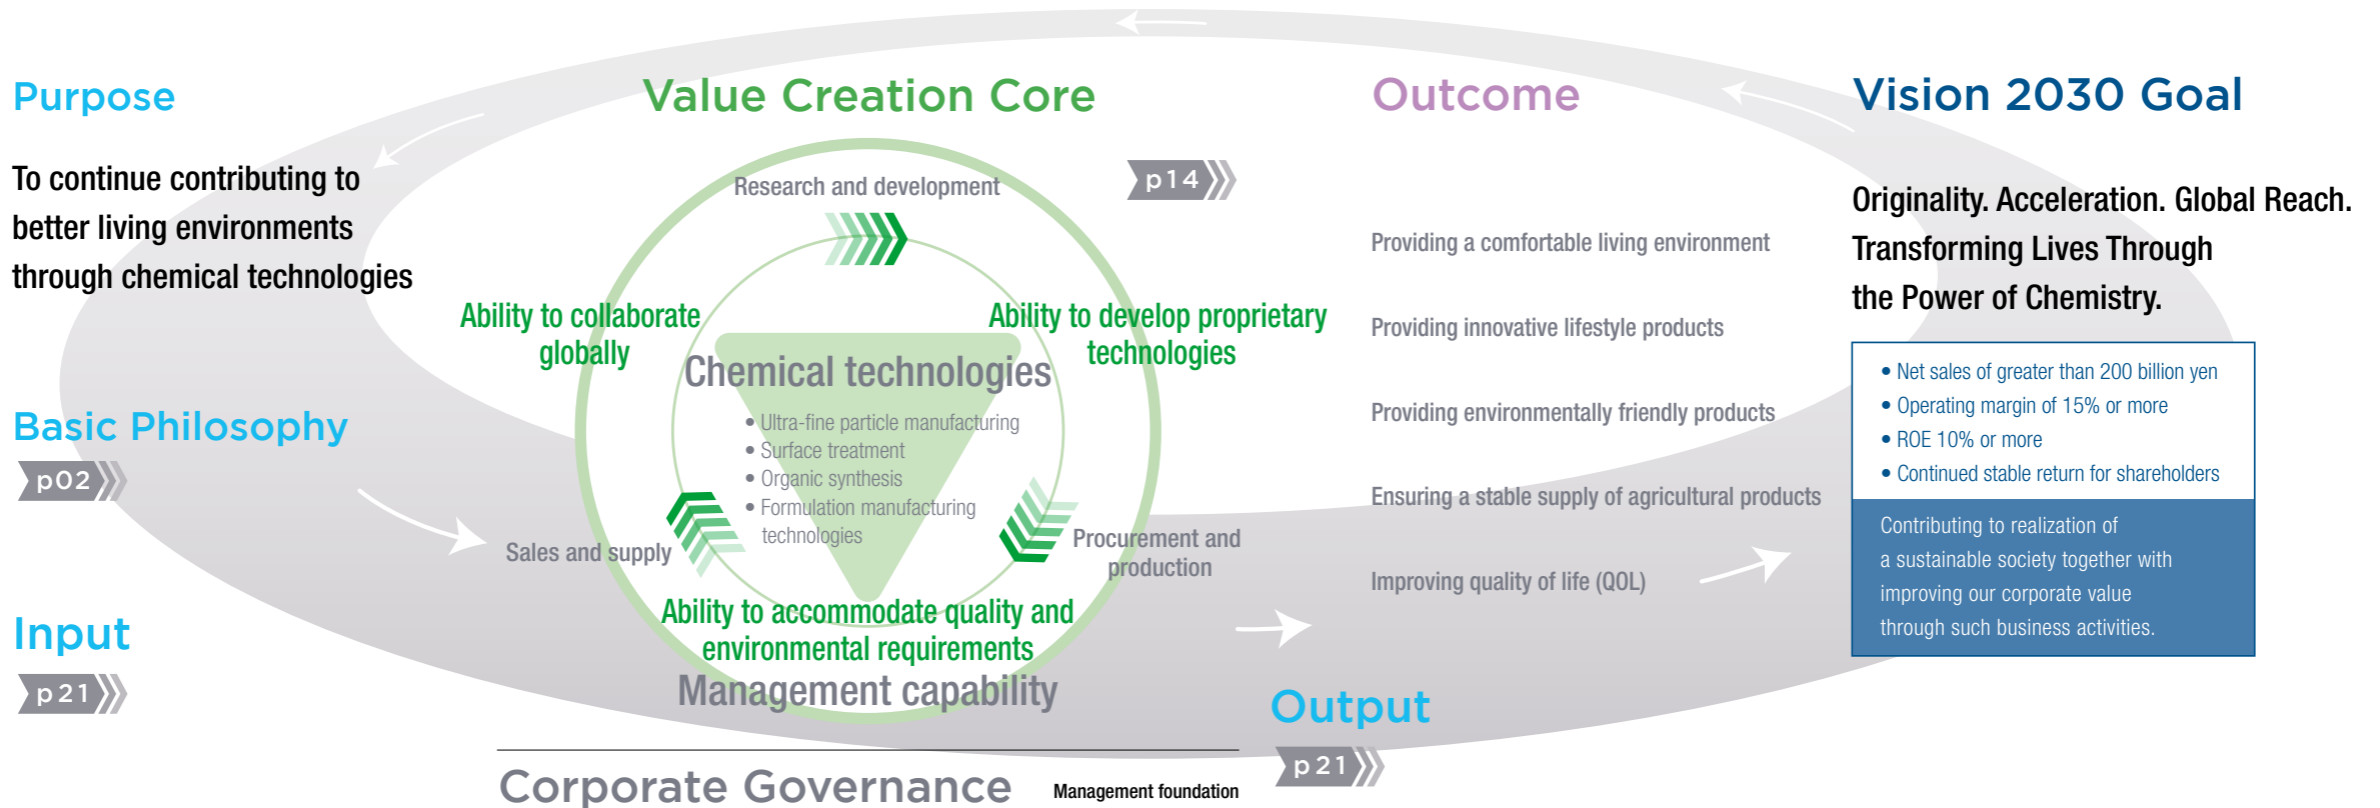 Purpose
To continue contributing to
better living environments
through chemical technologies
Basic Philosophy
p02
Input
p21
Value Creation Core
p14
Research and development
Ability to collaborate
globally
Ability to develop proprietary
technologies
Chemical technologies
• Ultra-fine particle manufacturing
• Surface treatment
• Organic synthesis
• Formulation manufacturing
technologies
Sales and supply
Procurement and
production
Ability to accommodate quality and
environmental requirements
Management capability
Corporate Governance
Management foundation
Outcome
Providing a comfortable living environment
Providing innovative lifestyle products
Providing environmentally friendly products
Ensuring a stable supply of agricultural products
Improving quality of life (QOL)
Output
p21
Vision 2030 Goal
Originality. Acceleration. Global Reach.
Transforming Lives Through
the Power of Chemistry.
• Net sales of greater than 200 billion yen
• Operating margin of 15% or more
• ROE 10% or more
• Continued stable return for shareholders
Contributing to realization of
a sustainable society together with
improving our corporate value
through such business activities.